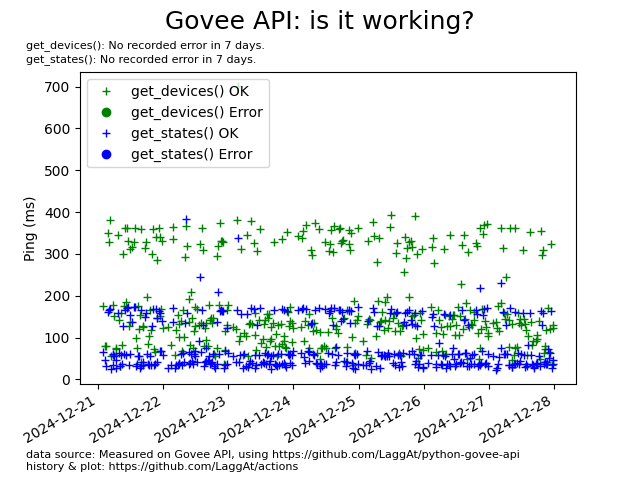 Govee API: is it working?
get_devices(): No recorded error in 7 days.
get_states(): No recorded error in 7 days.
700
600
500
400
300
200
100
0
Ping (ms)
get_devices() OK
get_devices() Error
get_states() OK
get_states() Error
2024-12-21
2024-12-22
2024-12-23
2024-12-24
2024-12-25
2024-12-26
2024-12-27
2024-12-28
data source: Measured on Govee API, using https://github.com/LaggAt/python-govee-api
history & plot: https://github.com/LaggAt/actions